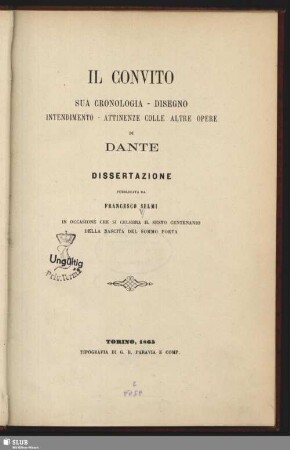 IL CONVITO
SUA CRONOLOGIA - DISEGNO
INTENDIMENTO - ATTINENZE COLLE ALTRE OPERE
DI
DANTE
DISSERTAZIONE
PUBBLICATA DA
FRANCESCO SELMI
IN OCCASIONE CHE SI CELEBRA IL SESTO CENTENARIO
DELLA NASCITA DEL SOMMO POETA
Ungültig
TORINO, 1865
TIPOGRAFIA DI G. B. PARAVIA E COMP.
SLUB